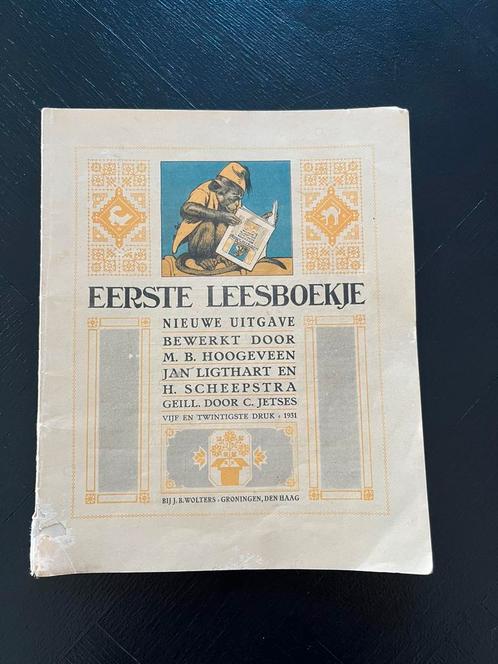 EERSTE LEESBOEKJE
NIEUWE UITGAVE
BEWERKT DOOR
M. B. HOOGEVEEN
JAN LIGTHART EN
H. SCHEEPSTRA
GEILL. DOOR C. JETSES
VIJF EN TWINTIGSTE DRUK • 1931
BIJ J. B. WOLTERS • GRONINGEN, DEN HAAG